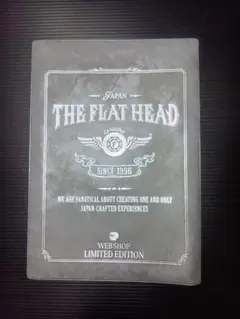 JAPAN
THE FLAT HEAD
GENUINE
SINCE 1996
WE ARE FANATICAL ABOUT CREATING ONE AND ONLY
JAPAN CRAFTED EXPERIENCES
WEBSHOP
LIMITED EDITION